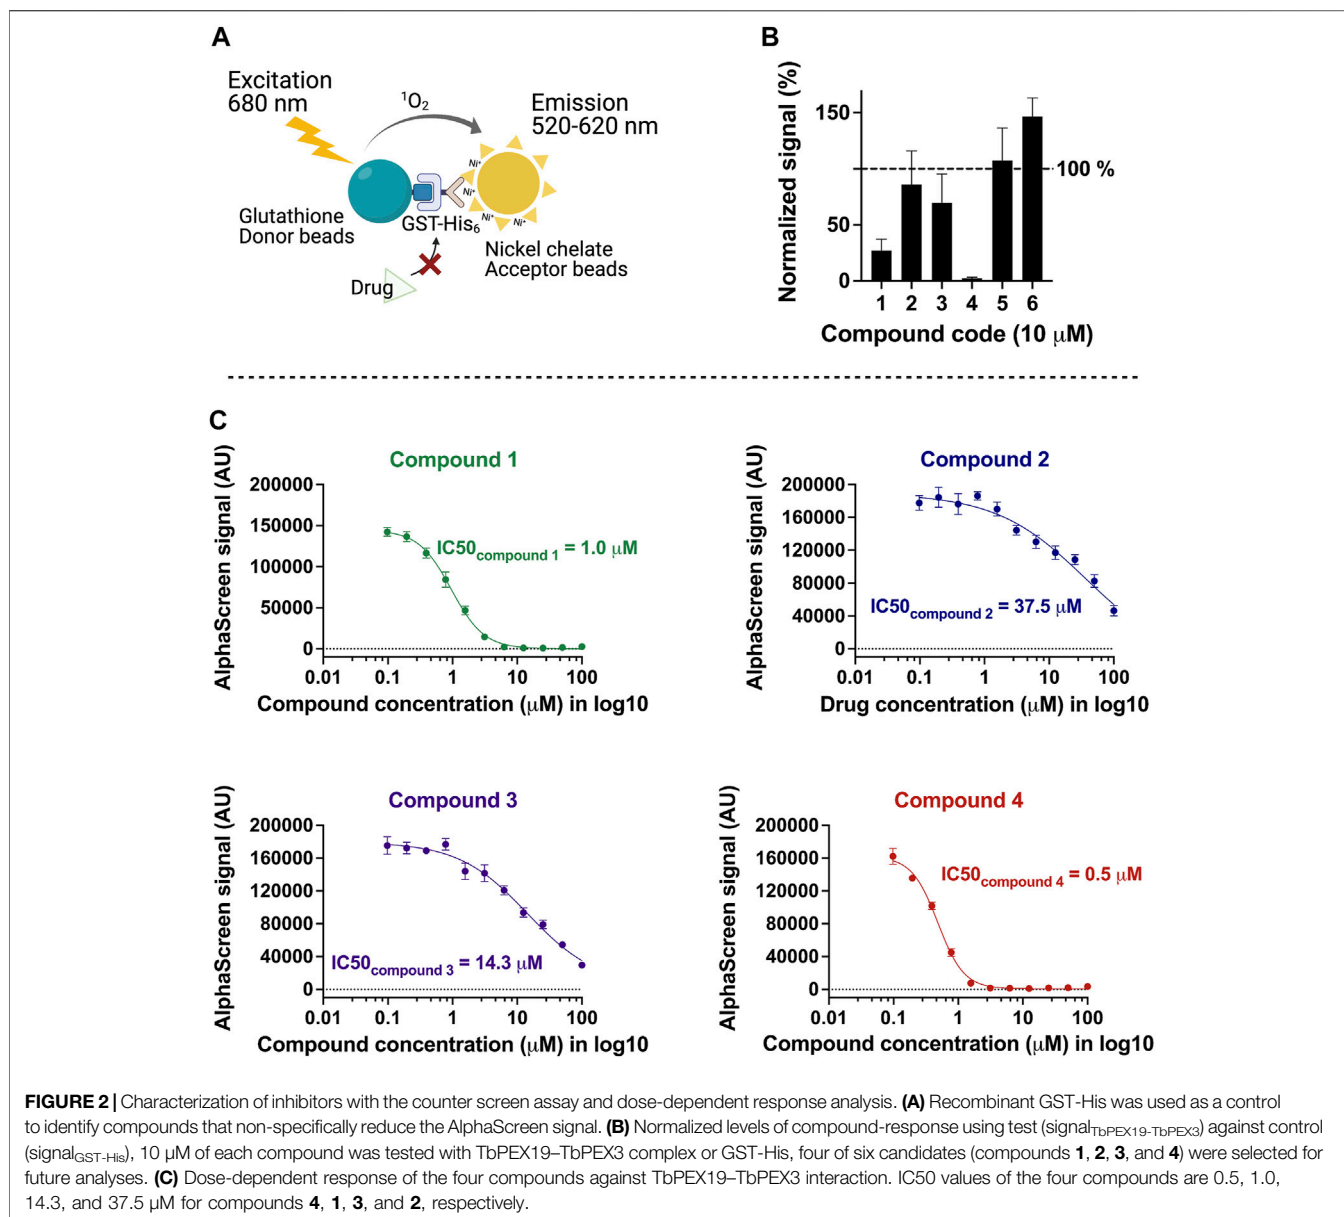 A
Excitation
680 nm
¹O₂
Emission
520-620 nm
Ni⁺
Ni⁺
Ni⁺
Ni⁺
Ni⁺
Glutathione
Donor beads
GST-His₆
Nickel chelate
Acceptor beads
Drug
B
Normalized signal (%)
150
100 %
50
0
1 2 3 4 5 6
Compound code (10 μM)
C
Compound 1
AlphaScreen signal (AU)
200000
150000
100000
50000
0
IC50compound 1 = 1.0 μM
0.01 0.1 1 10 100
Compound concentration (μM) in log10
Compound 2
AlphaScreen signal (AU)
200000
160000
120000
80000
40000
0
IC50compound 2 = 37.5 μM
0.01 0.1 1 10 100
Drug concentration (μM) in log10
Compound 3
AlphaScreen signal (AU)
200000
160000
120000
80000
40000
0
IC50compound 3 = 14.3 μM
0.01 0.1 1 10 100
Compound concentration (μM) in log10
Compound 4
AlphaScreen signal (AU)
200000
160000
120000
80000
40000
0
IC50compound 4 = 0.5 μM
0.01 0.1 1 10 100
Compound concentration (μM) in log10
FIGURE 2 | Characterization of inhibitors with the counter screen assay and dose-dependent response analysis. (A) Recombinant GST-His was used as a control
to identify compounds that non-specifically reduce the AlphaScreen signal. (B) Normalized levels of compound-response using test (signalTbPEX19-TbPEX3) against control
(signalGST-His), 10 μM of each compound was tested with TbPEX19–TbPEX3 complex or GST-His, four of six candidates (compounds 1, 2, 3, and 4) were selected for
future analyses. (C) Dose-dependent response of the four compounds against TbPEX19–TbPEX3 interaction. IC50 values of the four compounds are 0.5, 1.0,
14.3, and 37.5 μM for compounds 4, 1, 3, and 2, respectively.